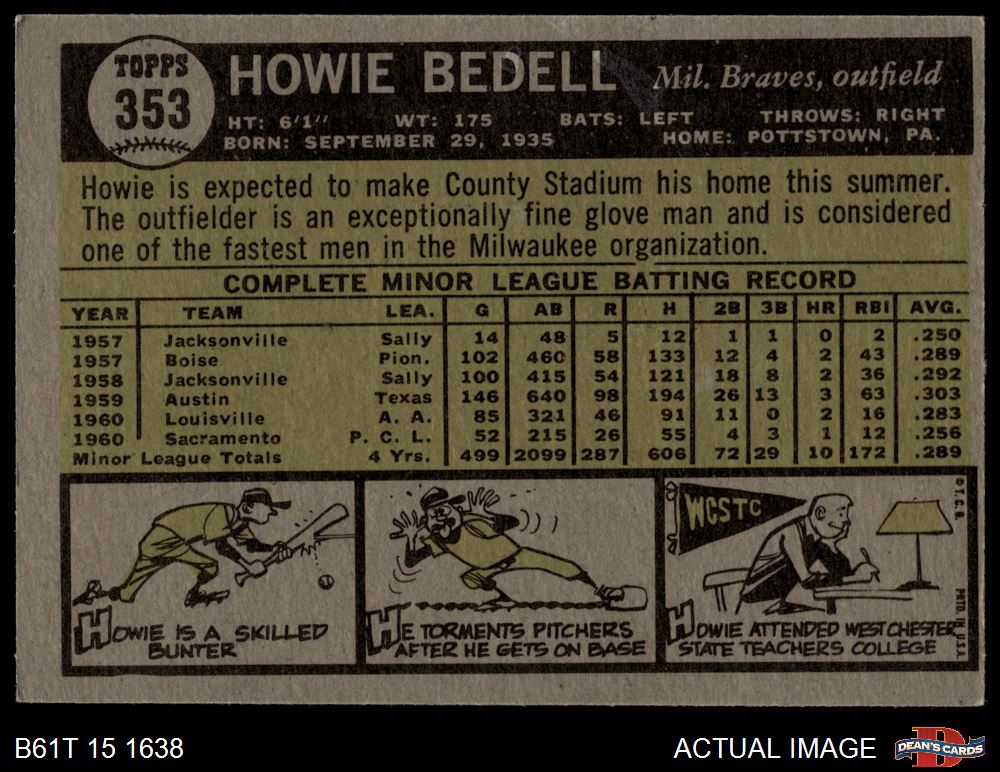 TOPPS
353
HOWIE BEDELL Mil. Braves, outfield
HT: 6'1" WT: 175 BATS: LEFT THROWS: RIGHT
BORN: SEPTEMBER 29, 1935 HOME: POTTSTOWN, PA.
Howie is expected to make County Stadium his home this summer.
The outfielder is an exceptionally fine glove man and is considered
one of the fastest men in the Milwaukee organization.
COMPLETE MINOR LEAGUE BATTING RECORD
YEAR TEAM LEA. G AB R H 2B 3B HR RBI AVG.
1957 Jacksonville Sally 14 48 5 12 1 1 0 2 .250
1957 Boise Pion. 102 460 58 133 12 4 2 43 .289
1958 Jacksonville Sally 100 415 54 121 18 8 2 36 .292
1959 Austin Texas 146 640 98 194 26 13 3 63 .303
1960 Louisville A. A. 85 321 46 91 11 0 2 16 .283
1960 Sacramento P. C. L. 52 215 26 55 4 3 1 12 .256
Minor League Totals 4 Yrs. 499 2099 287 606 72 29 10 172 .289
HOWIE IS A SKILLED
BUNTER
HE TORMENTS PITCHERS
AFTER HE GETS ON BASE
WCSTC
HOWIE ATTENDED WEST CHESTER
STATE TEACHERS COLLEGE
© T.C.G.
PRTD. IN U.S.A.
B61T 15 1638 ACTUAL IMAGE
D
DEAN'S CARDS